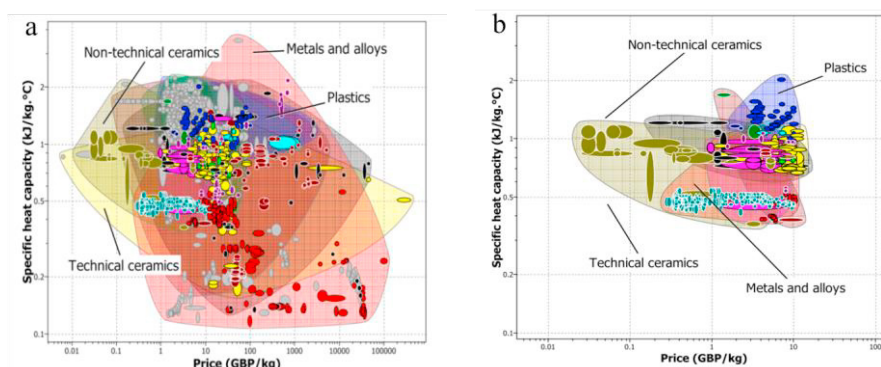 a
Non-technical ceramics
Metals and alloys
Plastics
Technical ceramics
Specific heat capacity (kJ/kg.°C)
2
1
0.5
0.2
0.1
0.01
0.1
1
10
100
1000
10000
100000
Price (GBP/kg)
b
Non-technical ceramics
Plastics
Technical ceramics
Metals and alloys
Specific heat capacity (kJ/kg.°C)
2
1
0.5
0.2
0.1
0.01
0.1
1
10
100
Price (GBP/kg)